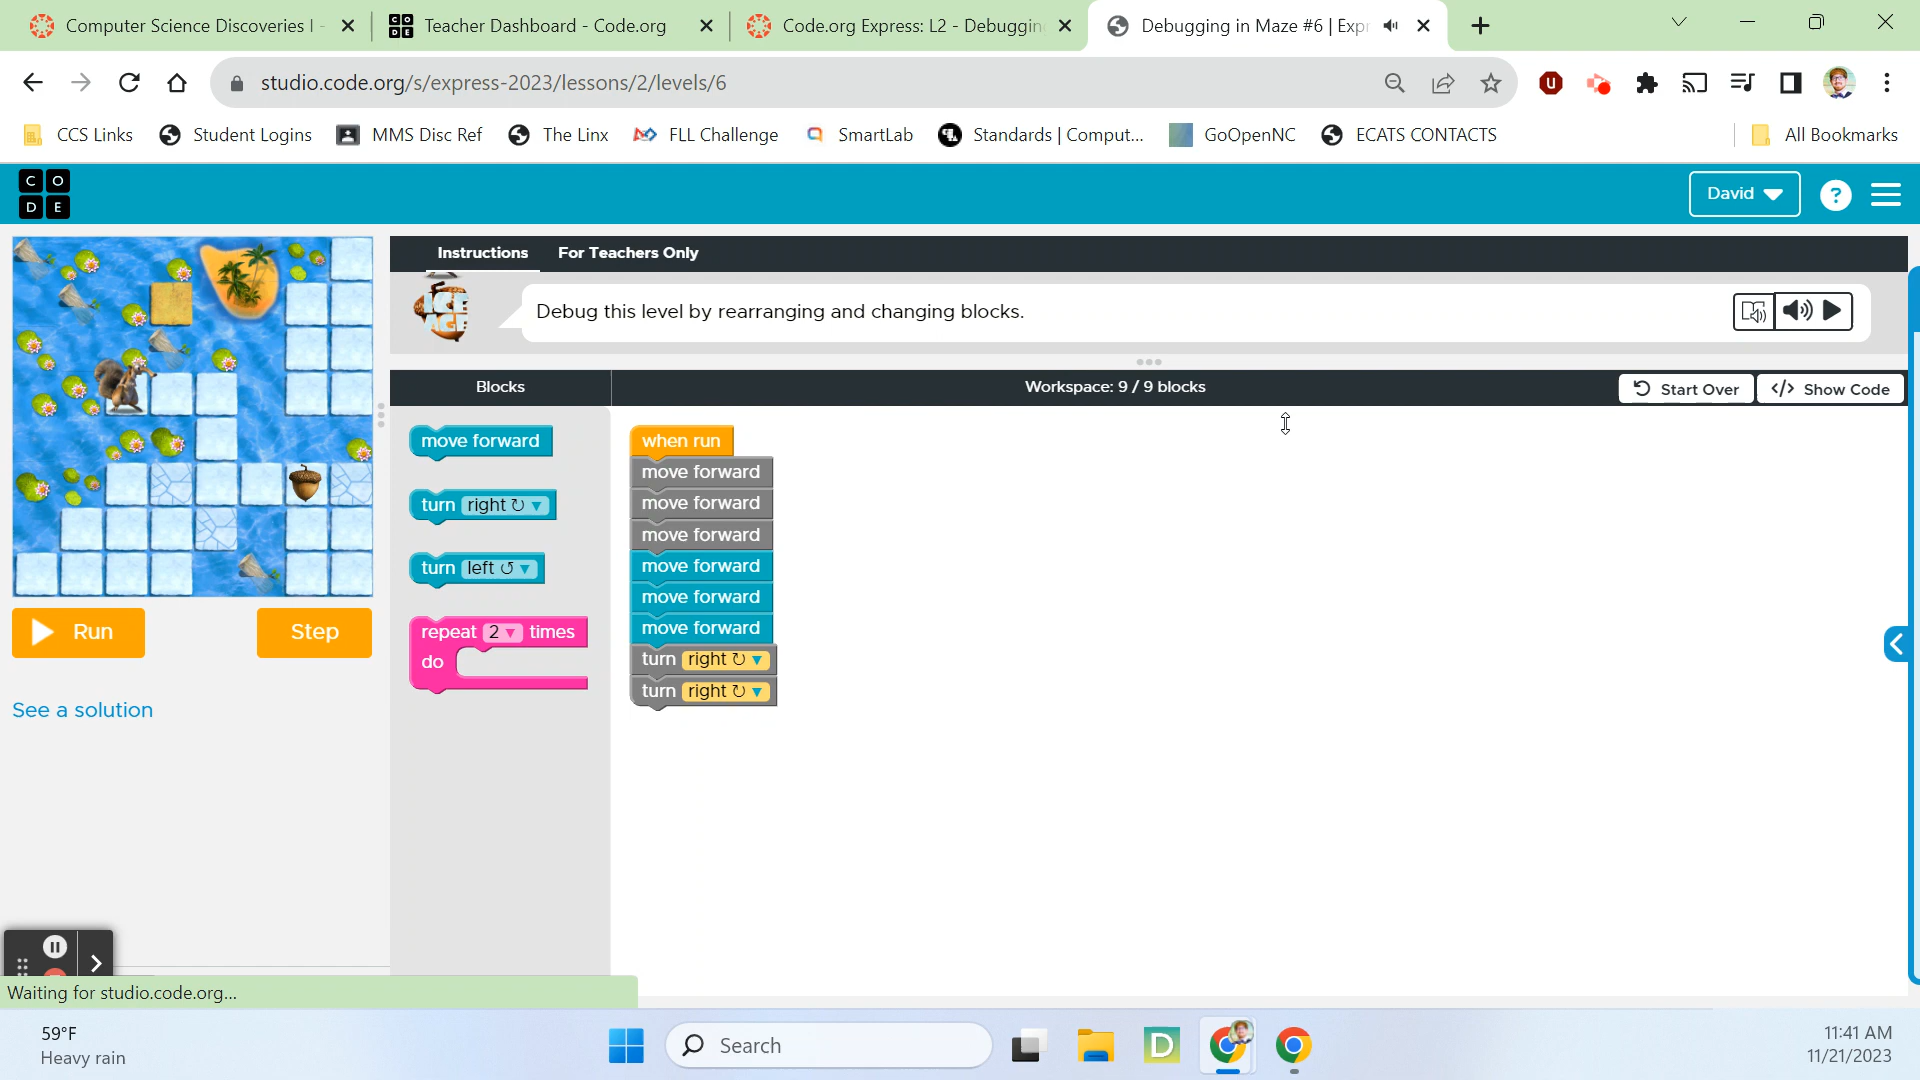 Computer Science Discoveries I -
Teacher Dashboard - Code.org
Code.org Express: L2 - Debuggin
Debugging in Maze #6 | Expr
studio.code.org/s/express-2023/lessons/2/levels/6
CCS Links
Student Logins
MMS Disc Ref
The Linx
FLL Challenge
SmartLab
Standards | Comput...
GoOpenNC
ECATS CONTACTS
All Bookmarks
C O
D E
David
?
Instructions
For Teachers Only
ICE
AGE
Debug this level by rearranging and changing blocks.
Blocks
Workspace: 9 / 9 blocks
Start Over
</> Show Code
move forward
turn right ↻ ▼
turn left ↺ ▼
repeat 2 ▼ times
do
when run
move forward
move forward
move forward
move forward
move forward
move forward
turn right ↻ ▼
turn right ↻ ▼
Run
Step
See a solution
Waiting for studio.code.org...
59°F
Heavy rain
Search
D
11:41 AM
11/21/2023